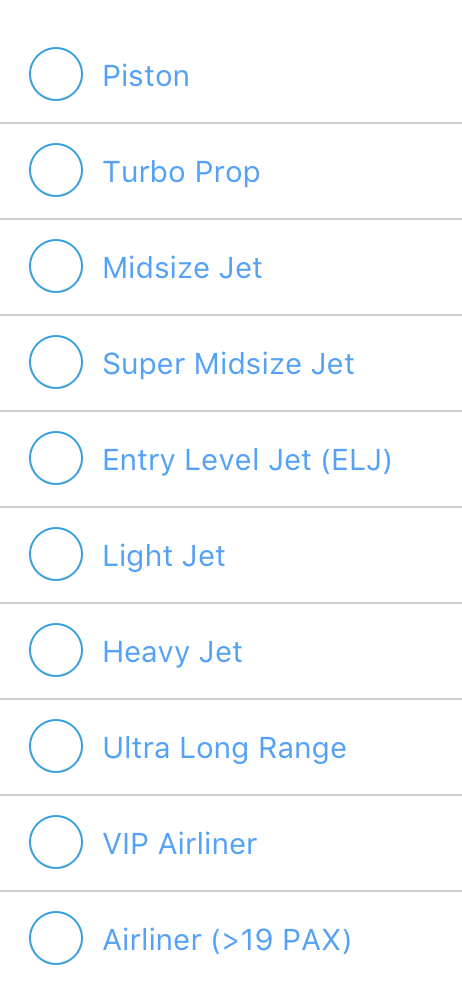 Piston
Turbo Prop
Midsize Jet
Super Midsize Jet
Entry Level Jet (ELJ)
Light Jet
Heavy Jet
Ultra Long Range
VIP Airliner
Airliner (>19 PAX)